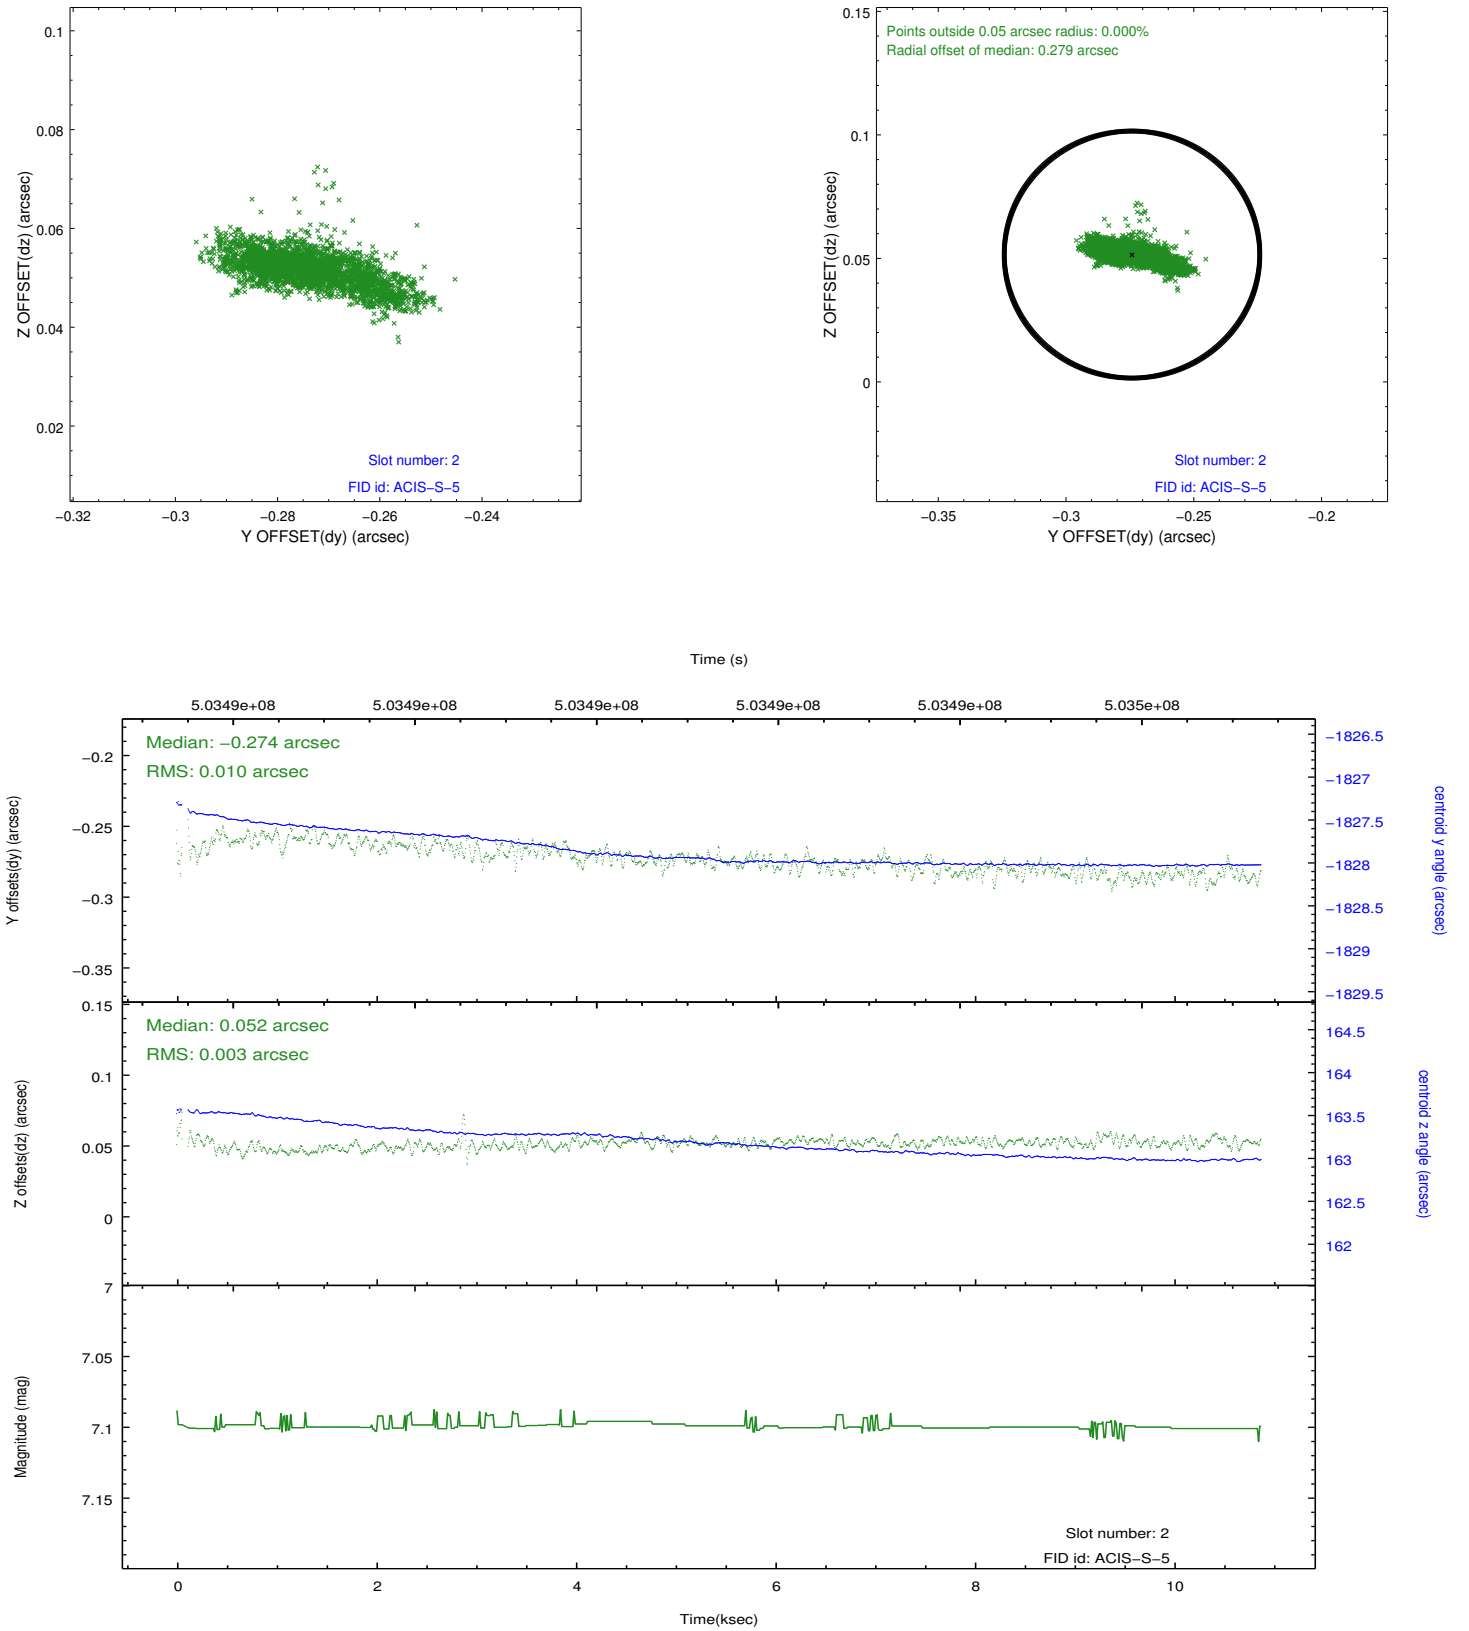 0.1
0.08
0.06
0.04
0.02
Z OFFSET(dz) (arcsec)
−0.32 −0.3 −0.28 −0.26 −0.24
Y OFFSET(dy) (arcsec)
Slot number: 2
FID id: ACIS−S−5
Points outside 0.05 arcsec radius: 0.000%
Radial offset of median: 0.279 arcsec
0.15
0.1
0.05
0
Z OFFSET(dz) (arcsec)
−0.35 −0.3 −0.25 −0.2
Y OFFSET(dy) (arcsec)
Slot number: 2
FID id: ACIS−S−5
Time (s)
5.0349e+08 5.0349e+08 5.0349e+08 5.0349e+08 5.0349e+08 5.035e+08
Median: −0.274 arcsec
RMS: 0.010 arcsec
−0.2
−0.25
−0.3
−0.35
Y offsets(dy) (arcsec)
−1826.5
−1827
−1827.5
−1828
−1828.5
−1829
−1829.5
centroid y angle (arcsec)
Median: 0.052 arcsec
RMS: 0.003 arcsec
0.15
0.1
0.05
0
Z offsets(dz) (arcsec)
164.5
164
163.5
163
162.5
162
centroid z angle (arcsec)
7
7.05
7.1
7.15
Magnitude (mag)
Slot number: 2
FID id: ACIS−S−5
0 2 4 6 8 10
Time(ksec)